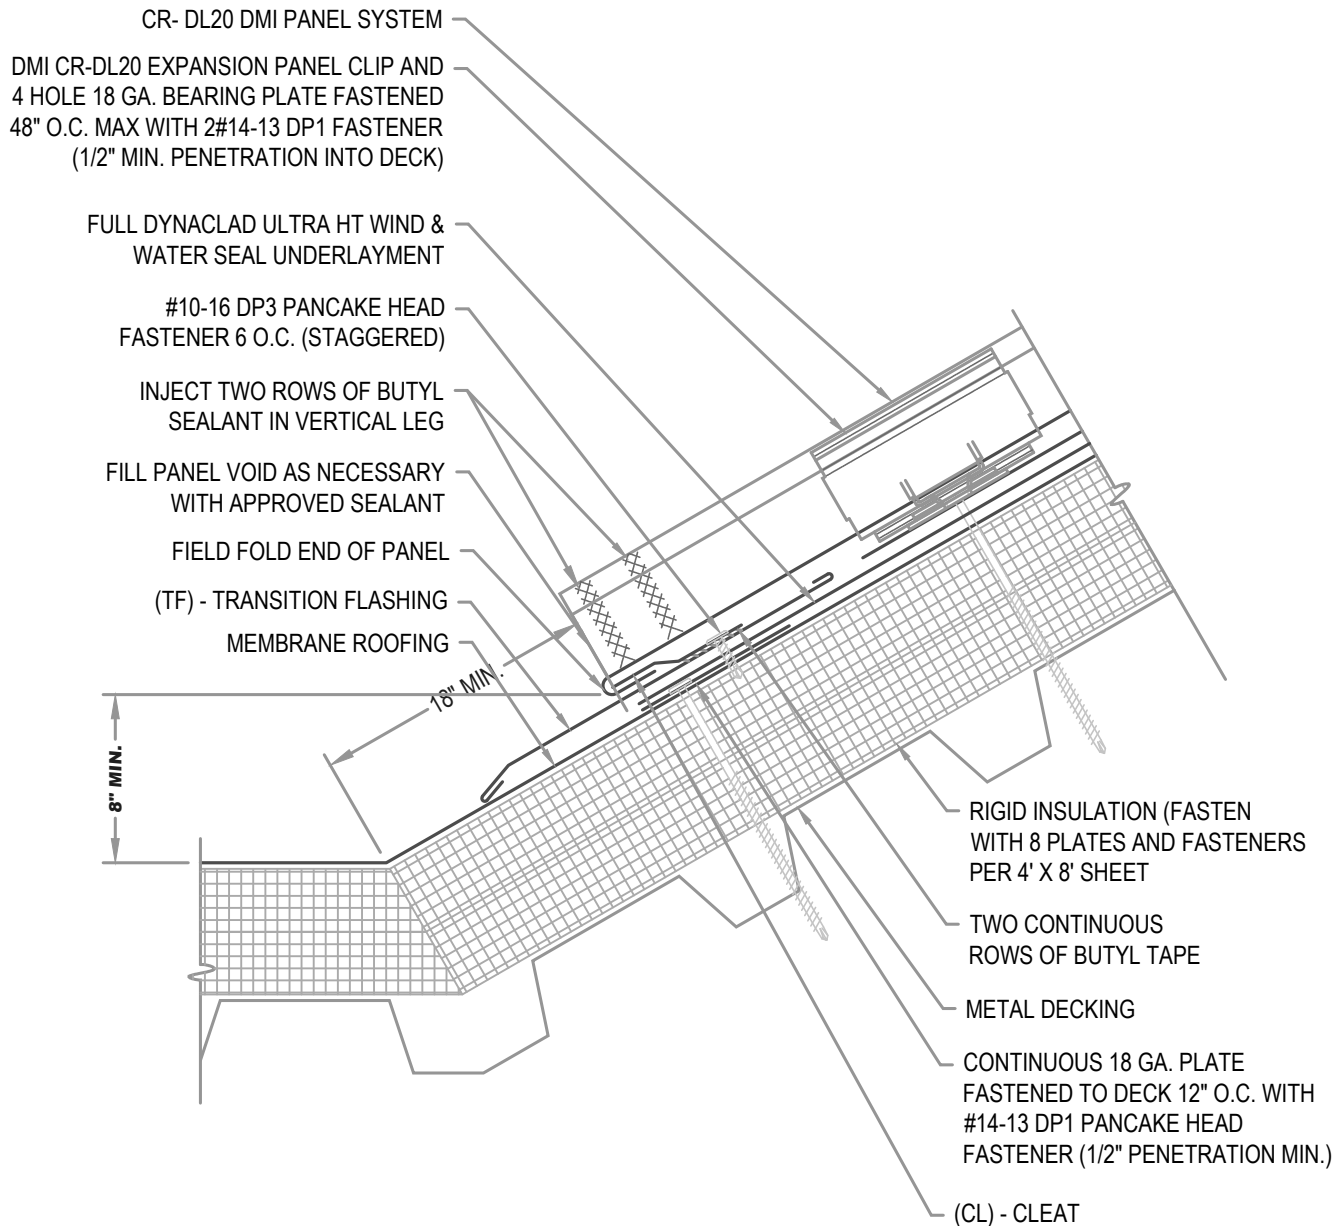 CR- DL20 DMI PANEL SYSTEM
DMI CR-DL20 EXPANSION PANEL CLIP AND
4 HOLE 18 GA. BEARING PLATE FASTENED
48" O.C. MAX WITH 2#14-13 DP1 FASTENER
(1/2" MIN. PENETRATION INTO DECK)
FULL DYNACLAD ULTRA HT WIND &
WATER SEAL UNDERLAYMENT
#10-16 DP3 PANCAKE HEAD
FASTENER 6 O.C. (STAGGERED)
INJECT TWO ROWS OF BUTYL
SEALANT IN VERTICAL LEG
FILL PANEL VOID AS NECESSARY
WITH APPROVED SEALANT
FIELD FOLD END OF PANEL
(TF) - TRANSITION FLASHING
MEMBRANE ROOFING
18" MIN.
8" MIN.
RIGID INSULATION (FASTEN
WITH 8 PLATES AND FASTENERS
PER 4' X 8' SHEET
TWO CONTINUOUS
ROWS OF BUTYL TAPE
METAL DECKING
CONTINUOUS 18 GA. PLATE
FASTENED TO DECK 12" O.C. WITH
#14-13 DP1 PANCAKE HEAD
FASTENER (1/2" PENETRATION MIN.)
(CL) - CLEAT